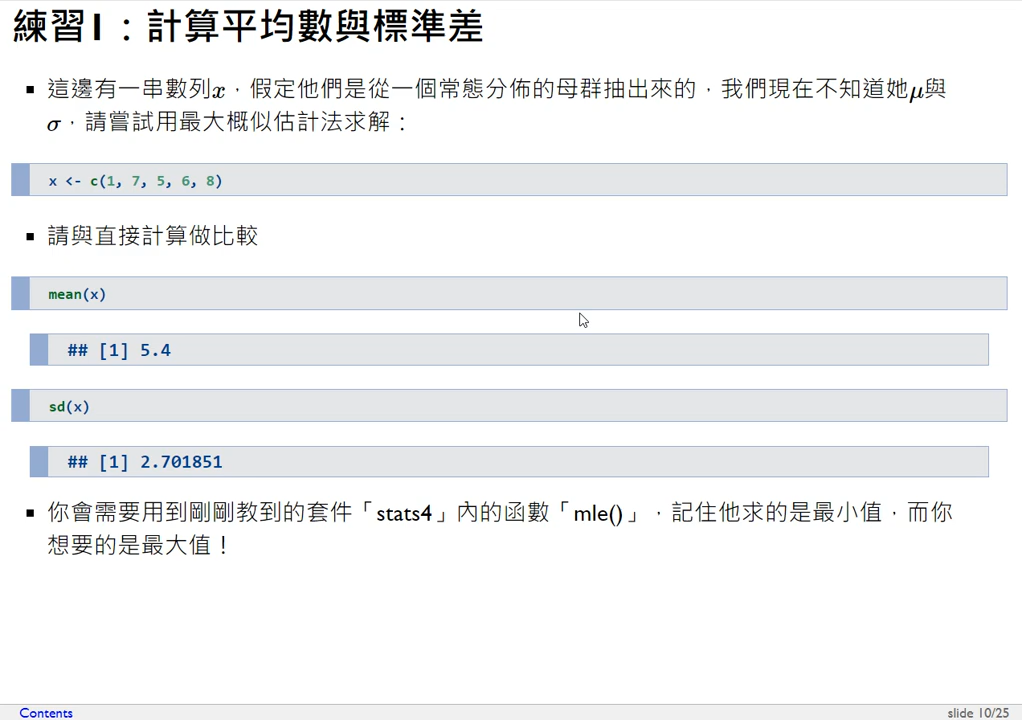 練習1：計算平均數與標準差
▪ 這邊有一串數列x，假定他們是從一個常態分佈的母群抽出來的，我們現在不知道她μ與
σ，請嘗試用最大概似估計法求解：
x <- c(1, 7, 5, 6, 8)
▪ 請與直接計算做比較
mean(x)
## [1] 5.4
sd(x)
## [1] 2.701851
▪ 你會需要用到剛剛教到的套件「stats4」內的函數「mle()」，記住他求的是最小值，而你
想要的是最大值！
Contents
slide 10/25